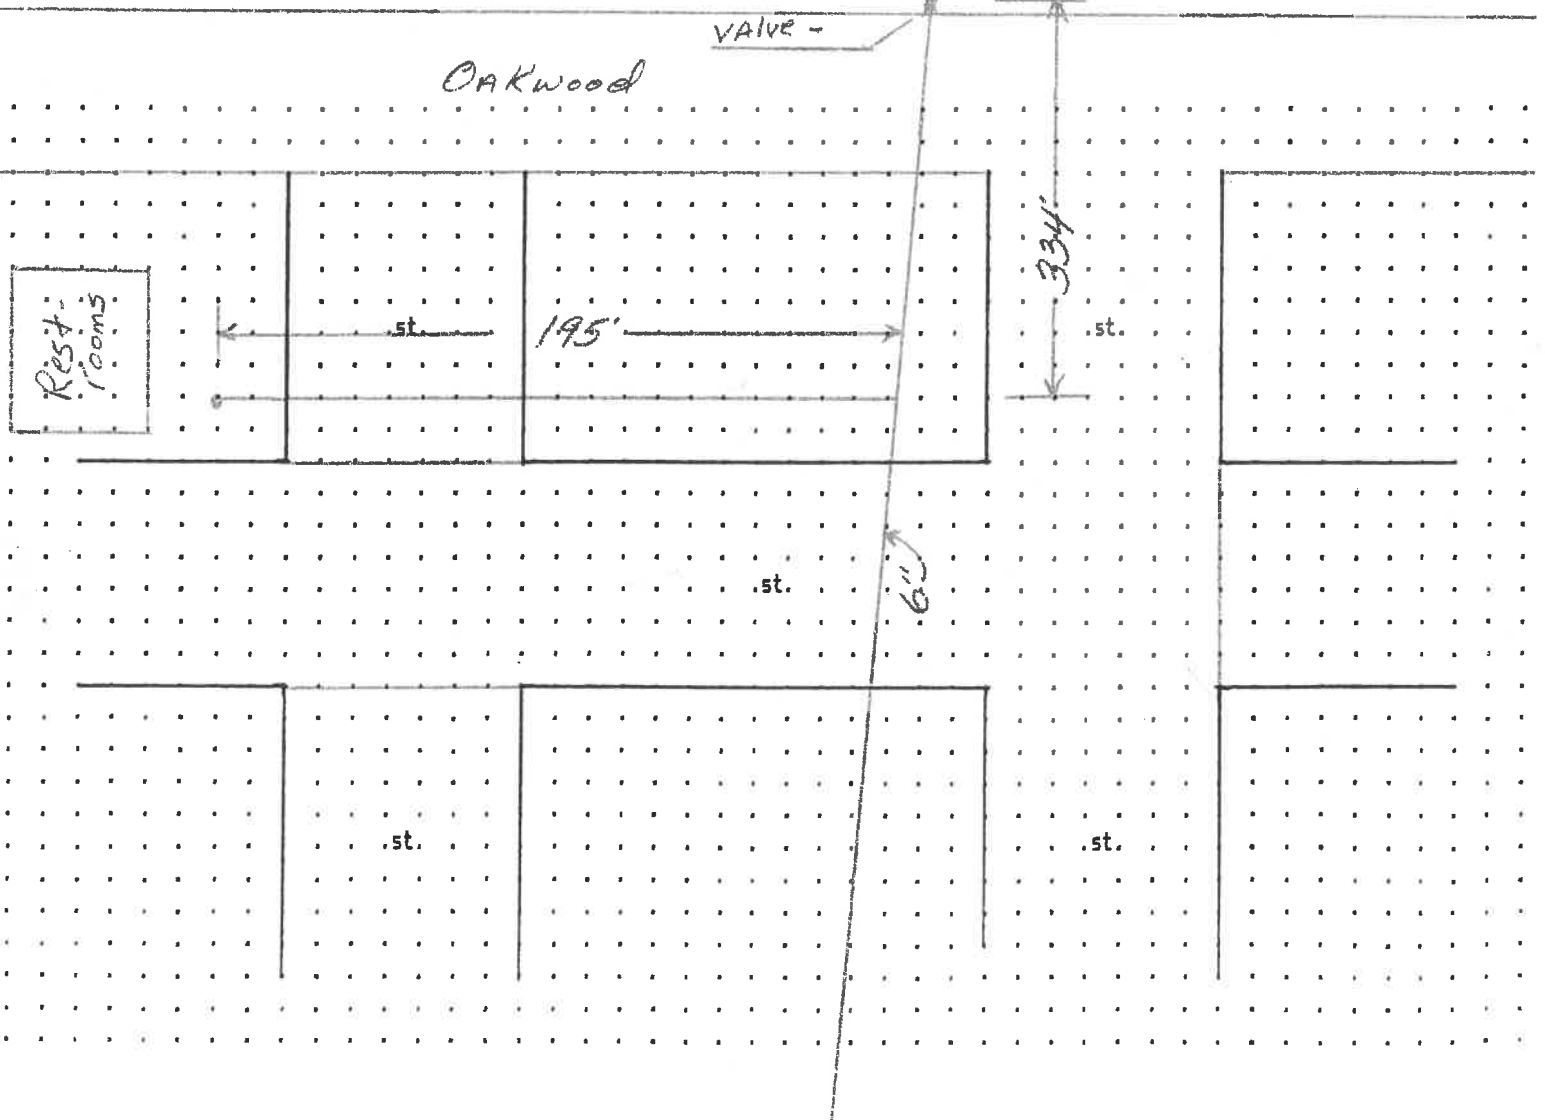 VAlve -
OAKwood
334'
Rest-
rooms
st.
195'
st.
st.
6"
st.
st.